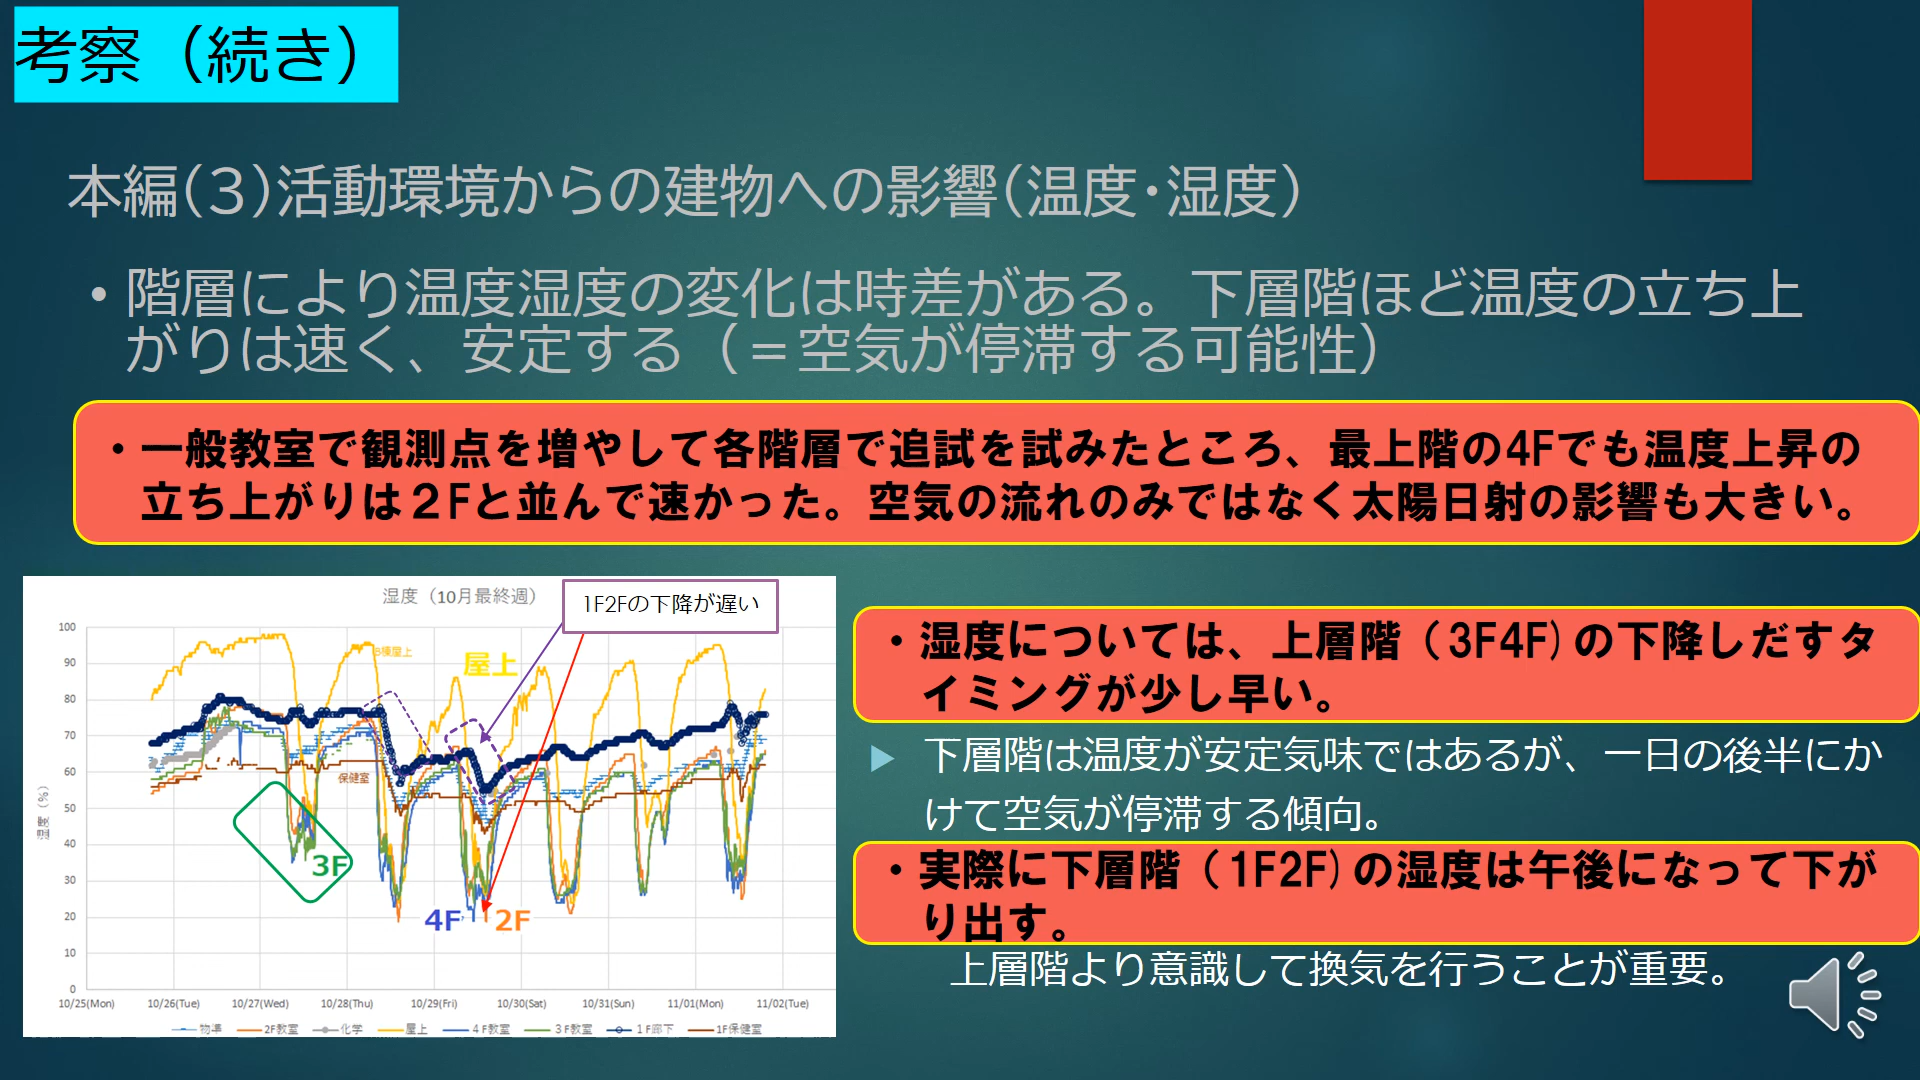 考察（続き）
本編(３)活動環境からの建物への影響(温度･湿度)
・階層により温度湿度の変化は時差がある。下層階ほど温度の立ち上
がりは速く、安定する（＝空気が停滞する可能性）
・一般教室で観測点を増やして各階層で追試を試みたところ、最上階の4Fでも温度上昇の
立ち上がりは２Fと並んで速かった。空気の流れのみではなく太陽日射の影響も大きい。
湿度（10月最終週）
1F2Fの下降が遅い
100
90
80
70
60
50
40
30
20
10
0
湿度（%）
B棟屋上
屋上
保健室
3F
4F
2F
10/25(Mon) 10/26(Tue) 10/27(Wed) 10/28(Thu) 10/29(Fri) 10/30(Sat) 10/31(Sun) 11/01(Mon) 11/02(Tue)
物準 2F教室 化学 屋上 ４F教室 ３F教室 １F廊下 1F保健室
・湿度については、上層階（3F4F)の下降しだすタ
イミングが少し早い。
下層階は温度が安定気味ではあるが、一日の後半にか
けて空気が停滞する傾向。
・実際に下層階（1F2F)の湿度は午後になって下が
り出す。
上層階より意識して換気を行うことが重要。